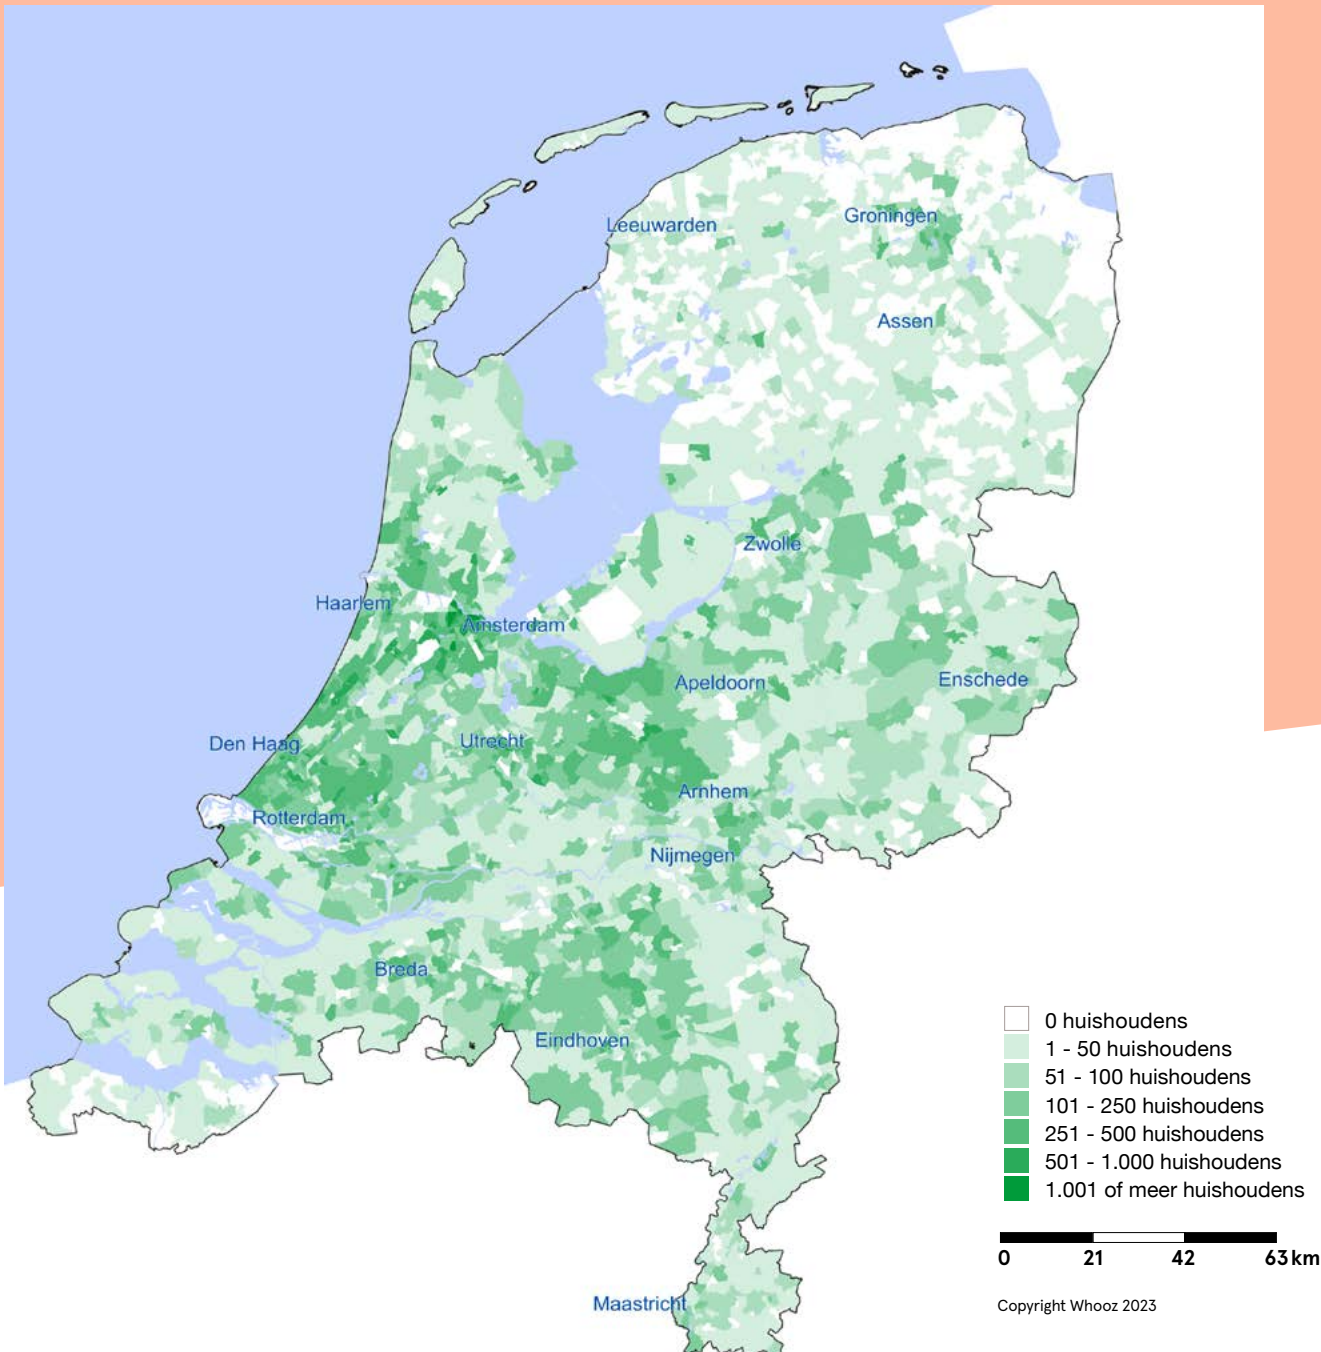 Leeuwarden
Groningen
Assen
Zwolle
Haarlem
Amsterdam
Apeldoorn
Enschede
Den Haag
Utrecht
Arnhem
Rotterdam
Nijmegen
Breda
Eindhoven
Maastricht
0 huishoudens
1 - 50 huishoudens
51 - 100 huishoudens
101 - 250 huishoudens
251 - 500 huishoudens
501 - 1.000 huishoudens
1.001 of meer huishoudens
0 21 42 63 km
Copyright Whooz 2023